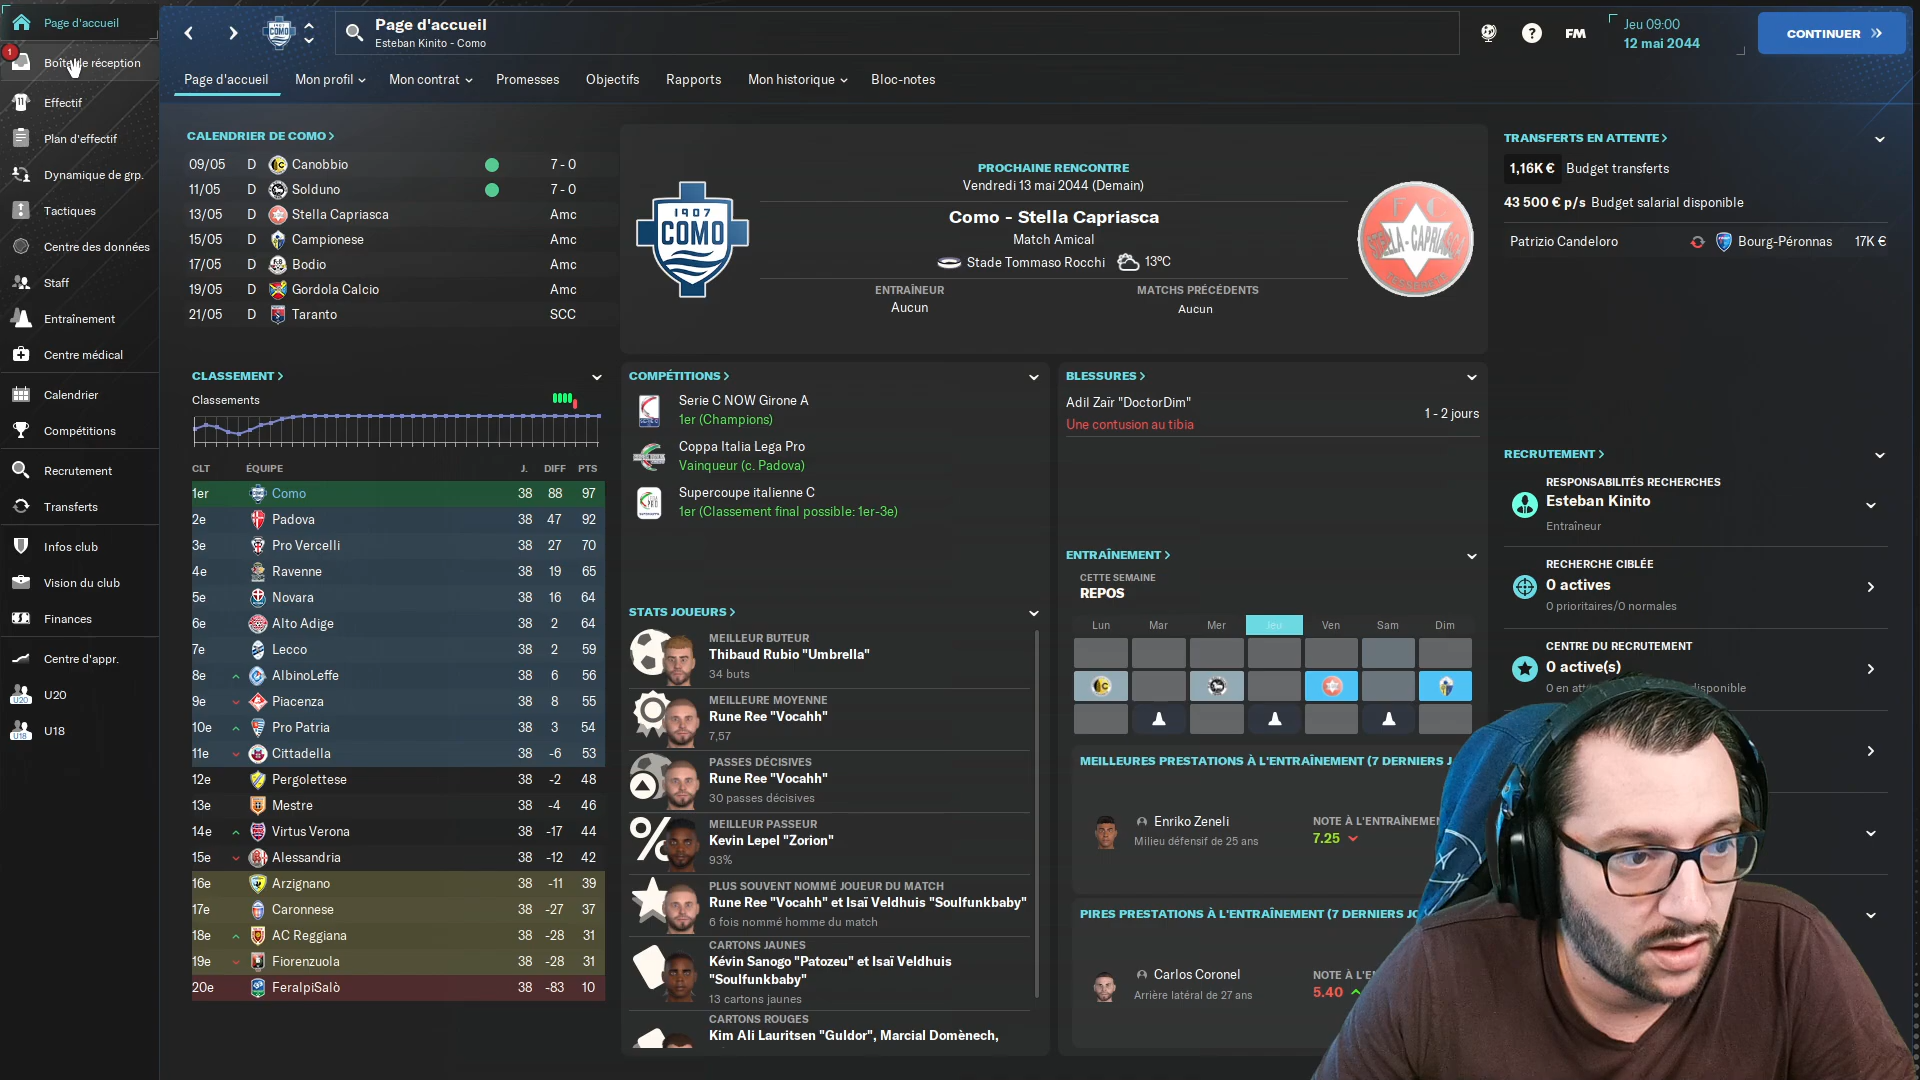 Page d'accueil
1
Boîte de réception
Effectif
Plan d'effectif
Dynamique de grp.
Tactiques
Centre des données
Staff
Entraînement
Centre médical
Calendrier
Compétitions
Recrutement
Transferts
Infos club
Vision du club
Finances
Centre d'appr.
U20
U18
Page d'accueil
Esteban Kinito - Como
FM
Jeu 09:00
12 mai 2044
CONTINUER
Page d'accueil
Mon profil
Mon contrat
Promesses
Objectifs
Rapports
Mon historique
Bloc-notes
CALENDRIER DE COMO >
09/05 D Canobbio 7 - 0
11/05 D Solduno 7 - 0
13/05 D Stella Capriasca Amc
15/05 D Campionese Amc
17/05 D Bodio Amc
19/05 D Gordola Calcio Amc
21/05 D Taranto SCC
1907
COMO
PROCHAINE RENCONTRE
Vendredi 13 mai 2044 (Demain)
Como - Stella Capriasca
Match Amical
Stade Tommaso Rocchi 13°C
ENTRAÎNEUR
Aucun
MATCHS PRÉCÉDENTS
Aucun
TRANSFERTS EN ATTENTE >
1,16K € Budget transferts
43 500 € p/s Budget salarial disponible
Patrizio Candeloro Bourg-Péronnas 17K €
CLASSEMENT >
Classements
CLT ÉQUIPE J. DIFF PTS
1er Como 38 88 97
2e Padova 38 47 92
3e Pro Vercelli 38 27 70
4e Ravenne 38 19 65
5e Novara 38 16 64
6e Alto Adige 38 2 64
7e Lecco 38 2 59
8e AlbinoLeffe 38 6 56
9e Piacenza 38 8 55
10e Pro Patria 38 3 54
11e Cittadella 38 -6 53
12e Pergolettese 38 -2 48
13e Mestre 38 -4 46
14e Virtus Verona 38 -17 44
15e Alessandria 38 -12 42
16e Arzignano 38 -11 39
17e Caronnese 38 -27 37
18e AC Reggiana 38 -28 31
19e Fiorenzuola 38 -28 31
20e FeralpiSalò 38 -83 10
COMPÉTITIONS >
Serie C NOW Girone A
1er (Champions)
Coppa Italia Lega Pro
Vainqueur (c. Padova)
Supercoupe italienne C
1er (Classement final possible: 1er-3e)
STATS JOUEURS >
MEILLEUR BUTEUR
Thibaud Rubio "Umbrella"
34 buts
MEILLEURE MOYENNE
Rune Ree "Vocahh"
7,57
PASSES DÉCISIVES
Rune Ree "Vocahh"
30 passes décisives
MEILLEUR PASSEUR
Kevin Lepel "Zorion"
93%
PLUS SOUVENT NOMMÉ JOUEUR DU MATCH
Rune Ree "Vocahh" et Isaï Veldhuis "Soulfunkbaby"
6 fois nommé homme du match
CARTONS JAUNES
Kévin Sanogo "Patozeu" et Isaï Veldhuis
"Soulfunkbaby"
13 cartons jaunes
CARTONS ROUGES
Kim Ali Lauritsen "Guldor", Marcial Domènech,
BLESSURES >
Adil Zaïr "DoctorDim"
Une contusion au tibia
1 - 2 jours
ENTRAÎNEMENT >
CETTE SEMAINE
REPOS
Lun Mar Mer Jeu Ven Sam Dim
MEILLEURES PRESTATIONS À L'ENTRAÎNEMENT (7 DERNIERS J
Enriko Zeneli
Milieu défensif de 25 ans
NOTE À L'ENTRAÎNEMEN
7.25
PIRES PRESTATIONS À L'ENTRAÎNEMENT (7 DERNIERS JO
Carlos Coronel
Arrière latéral de 27 ans
NOTE À L'E
5.40
RECRUTEMENT >
RESPONSABILITÉS RECHERCHES
Esteban Kinito
Entraîneur
RECHERCHE CIBLÉE
0 actives
0 prioritaires/0 normales
CENTRE DU RECRUTEMENT
0 active(s)
0 en att disponible